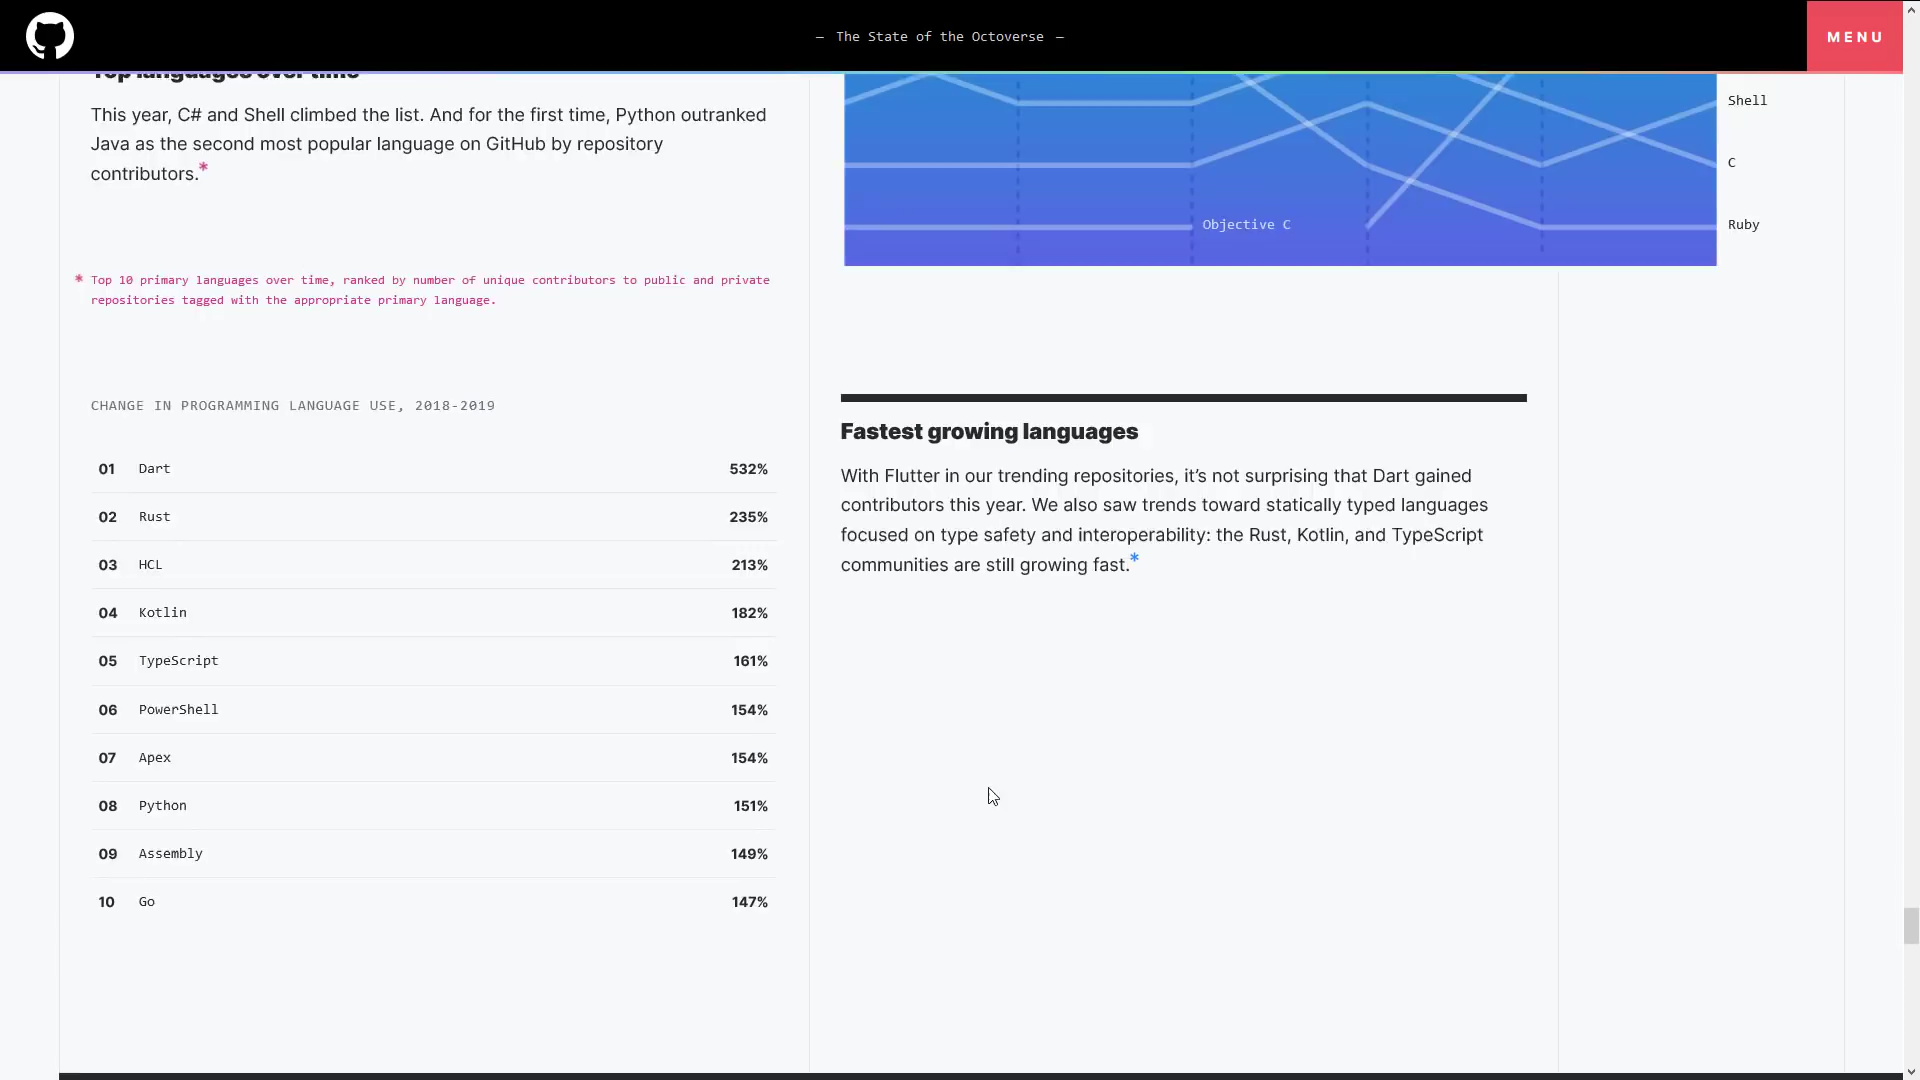 — The State of the Octoverse —
MENU
Top languages over time
This year, C# and Shell climbed the list. And for the first time, Python outranked
Java as the second most popular language on GitHub by repository
contributors.*
* Top 10 primary languages over time, ranked by number of unique contributors to public and private
repositories tagged with the appropriate primary language.
Shell
C
Objective C
Ruby
CHANGE IN PROGRAMMING LANGUAGE USE, 2018-2019
01 Dart 532%
02 Rust 235%
03 HCL 213%
04 Kotlin 182%
05 TypeScript 161%
06 PowerShell 154%
07 Apex 154%
08 Python 151%
09 Assembly 149%
10 Go 147%
Fastest growing languages
With Flutter in our trending repositories, it’s not surprising that Dart gained
contributors this year. We also saw trends toward statically typed languages
focused on type safety and interoperability: the Rust, Kotlin, and TypeScript
communities are still growing fast.*